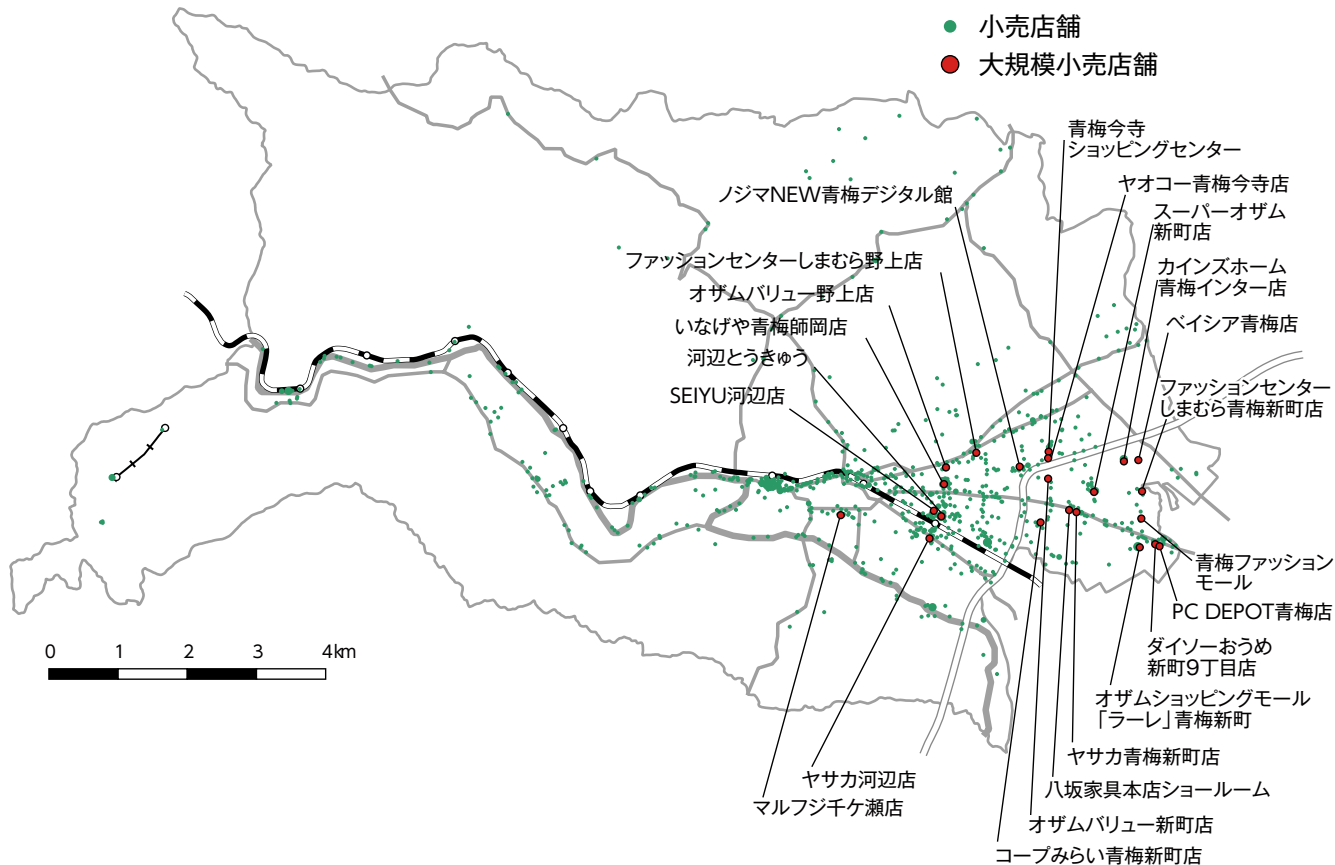 小売店舗
大規模小売店舗
青梅今寺
ショッピングセンター
ヤオコー青梅今寺店
ノジマNEW青梅デジタル館
スーパーオザム
新町店
ファッションセンターしまむら野上店
カインズホーム
青梅インター店
オザムバリュー野上店
いなげや青梅師岡店
ベイシア青梅店
河辺とうきゅう
SEIYU河辺店
ファッションセンター
しまむら青梅新町店
青梅ファッション
モール
PC DEPOT青梅店
ダイソーおうめ
新町9丁目店
オザムショッピングモール
「ラーレ」青梅新町
ヤサカ青梅新町店
ヤサカ河辺店
八坂家具本店ショールーム
マルフジ千ケ瀬店
オザムバリュー新町店
コープみらい青梅新町店
0 1 2 3 4km